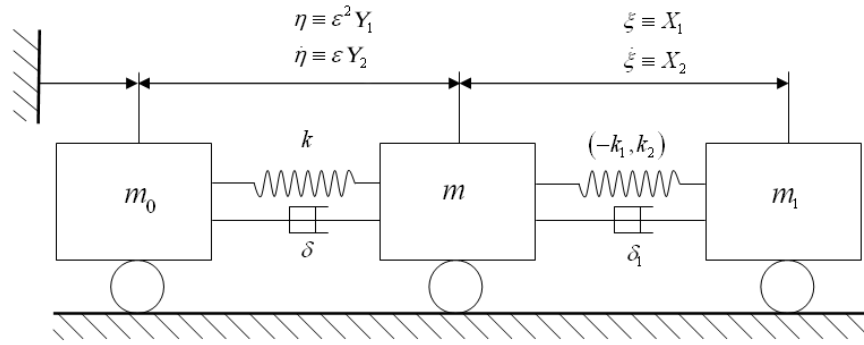 η ≡ ε²Y₁
η̇ ≡ εY₂
ξ ≡ X₁
ξ̇ ≡ X₂
k
(−k₁, k₂)
m₀
m
m₁
δ
δ₁